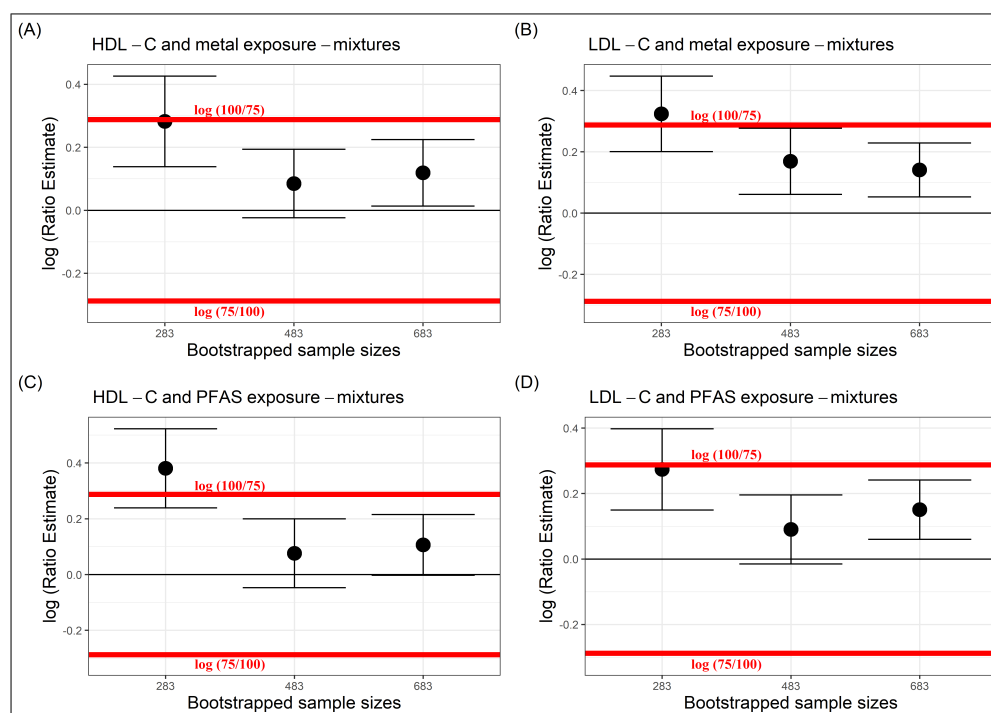 (A)
HDL – C and metal exposure – mixtures
log (Ratio Estimate)
0.4
0.2
0.0
-0.2
log (100/75)
log (75/100)
283 483 683
Bootstrapped sample sizes
(B)
LDL – C and metal exposure – mixtures
log (Ratio Estimate)
0.4
0.2
0.0
-0.2
log (100/75)
log (75/100)
283 483 683
Bootstrapped sample sizes
(C)
HDL – C and PFAS exposure – mixtures
log (Ratio Estimate)
0.4
0.2
0.0
-0.2
log (100/75)
log (75/100)
283 483 683
Bootstrapped sample sizes
(D)
LDL – C and PFAS exposure – mixtures
log (Ratio Estimate)
0.4
0.2
0.0
-0.2
log (100/75)
log (75/100)
283 483 683
Bootstrapped sample sizes